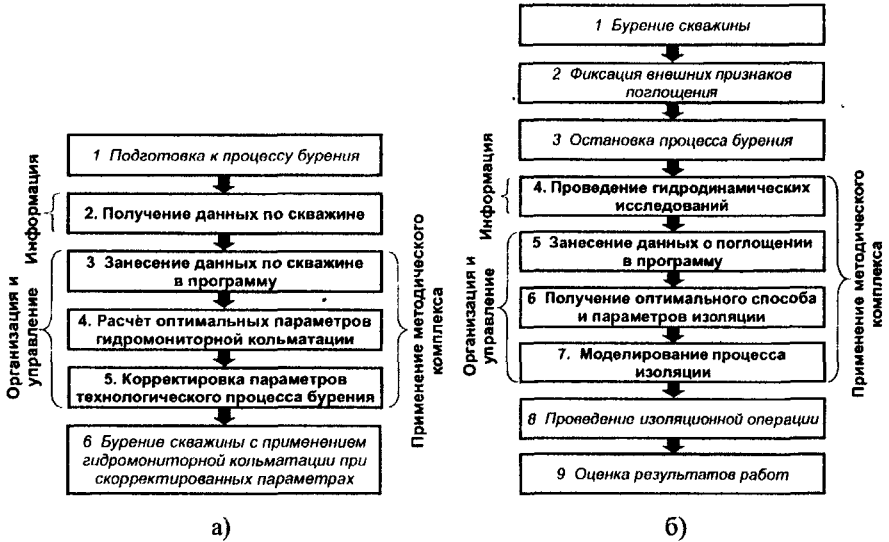 1 Подготовка к процессу бурения
2. Получение данных по скважине
3 Занесение данных по скважине
в программу
4. Расчёт оптимальных параметров
гидромониторной кольматации
5. Корректировка параметров
технологического процесса бурения
6 Бурение скважины с применением
гидромониторной кольматации при
скорректированных параметрах
Информация
Организация и
управление
Применение методического
комплекса
а)
1 Бурение скважины
2 Фиксация внешних признаков
поглощения
3 Остановка процесса бурения
4. Проведение гидродинамических
исследований
5 Занесение данных о поглощении
в программу
6 Получение оптимального способа
и параметров изоляции
7. Моделирование процесса
изоляции
8 Проведение изоляционной операции
9 Оценка результатов работ
Информация
Организация и
управление
Применение методического
комплекса
б)